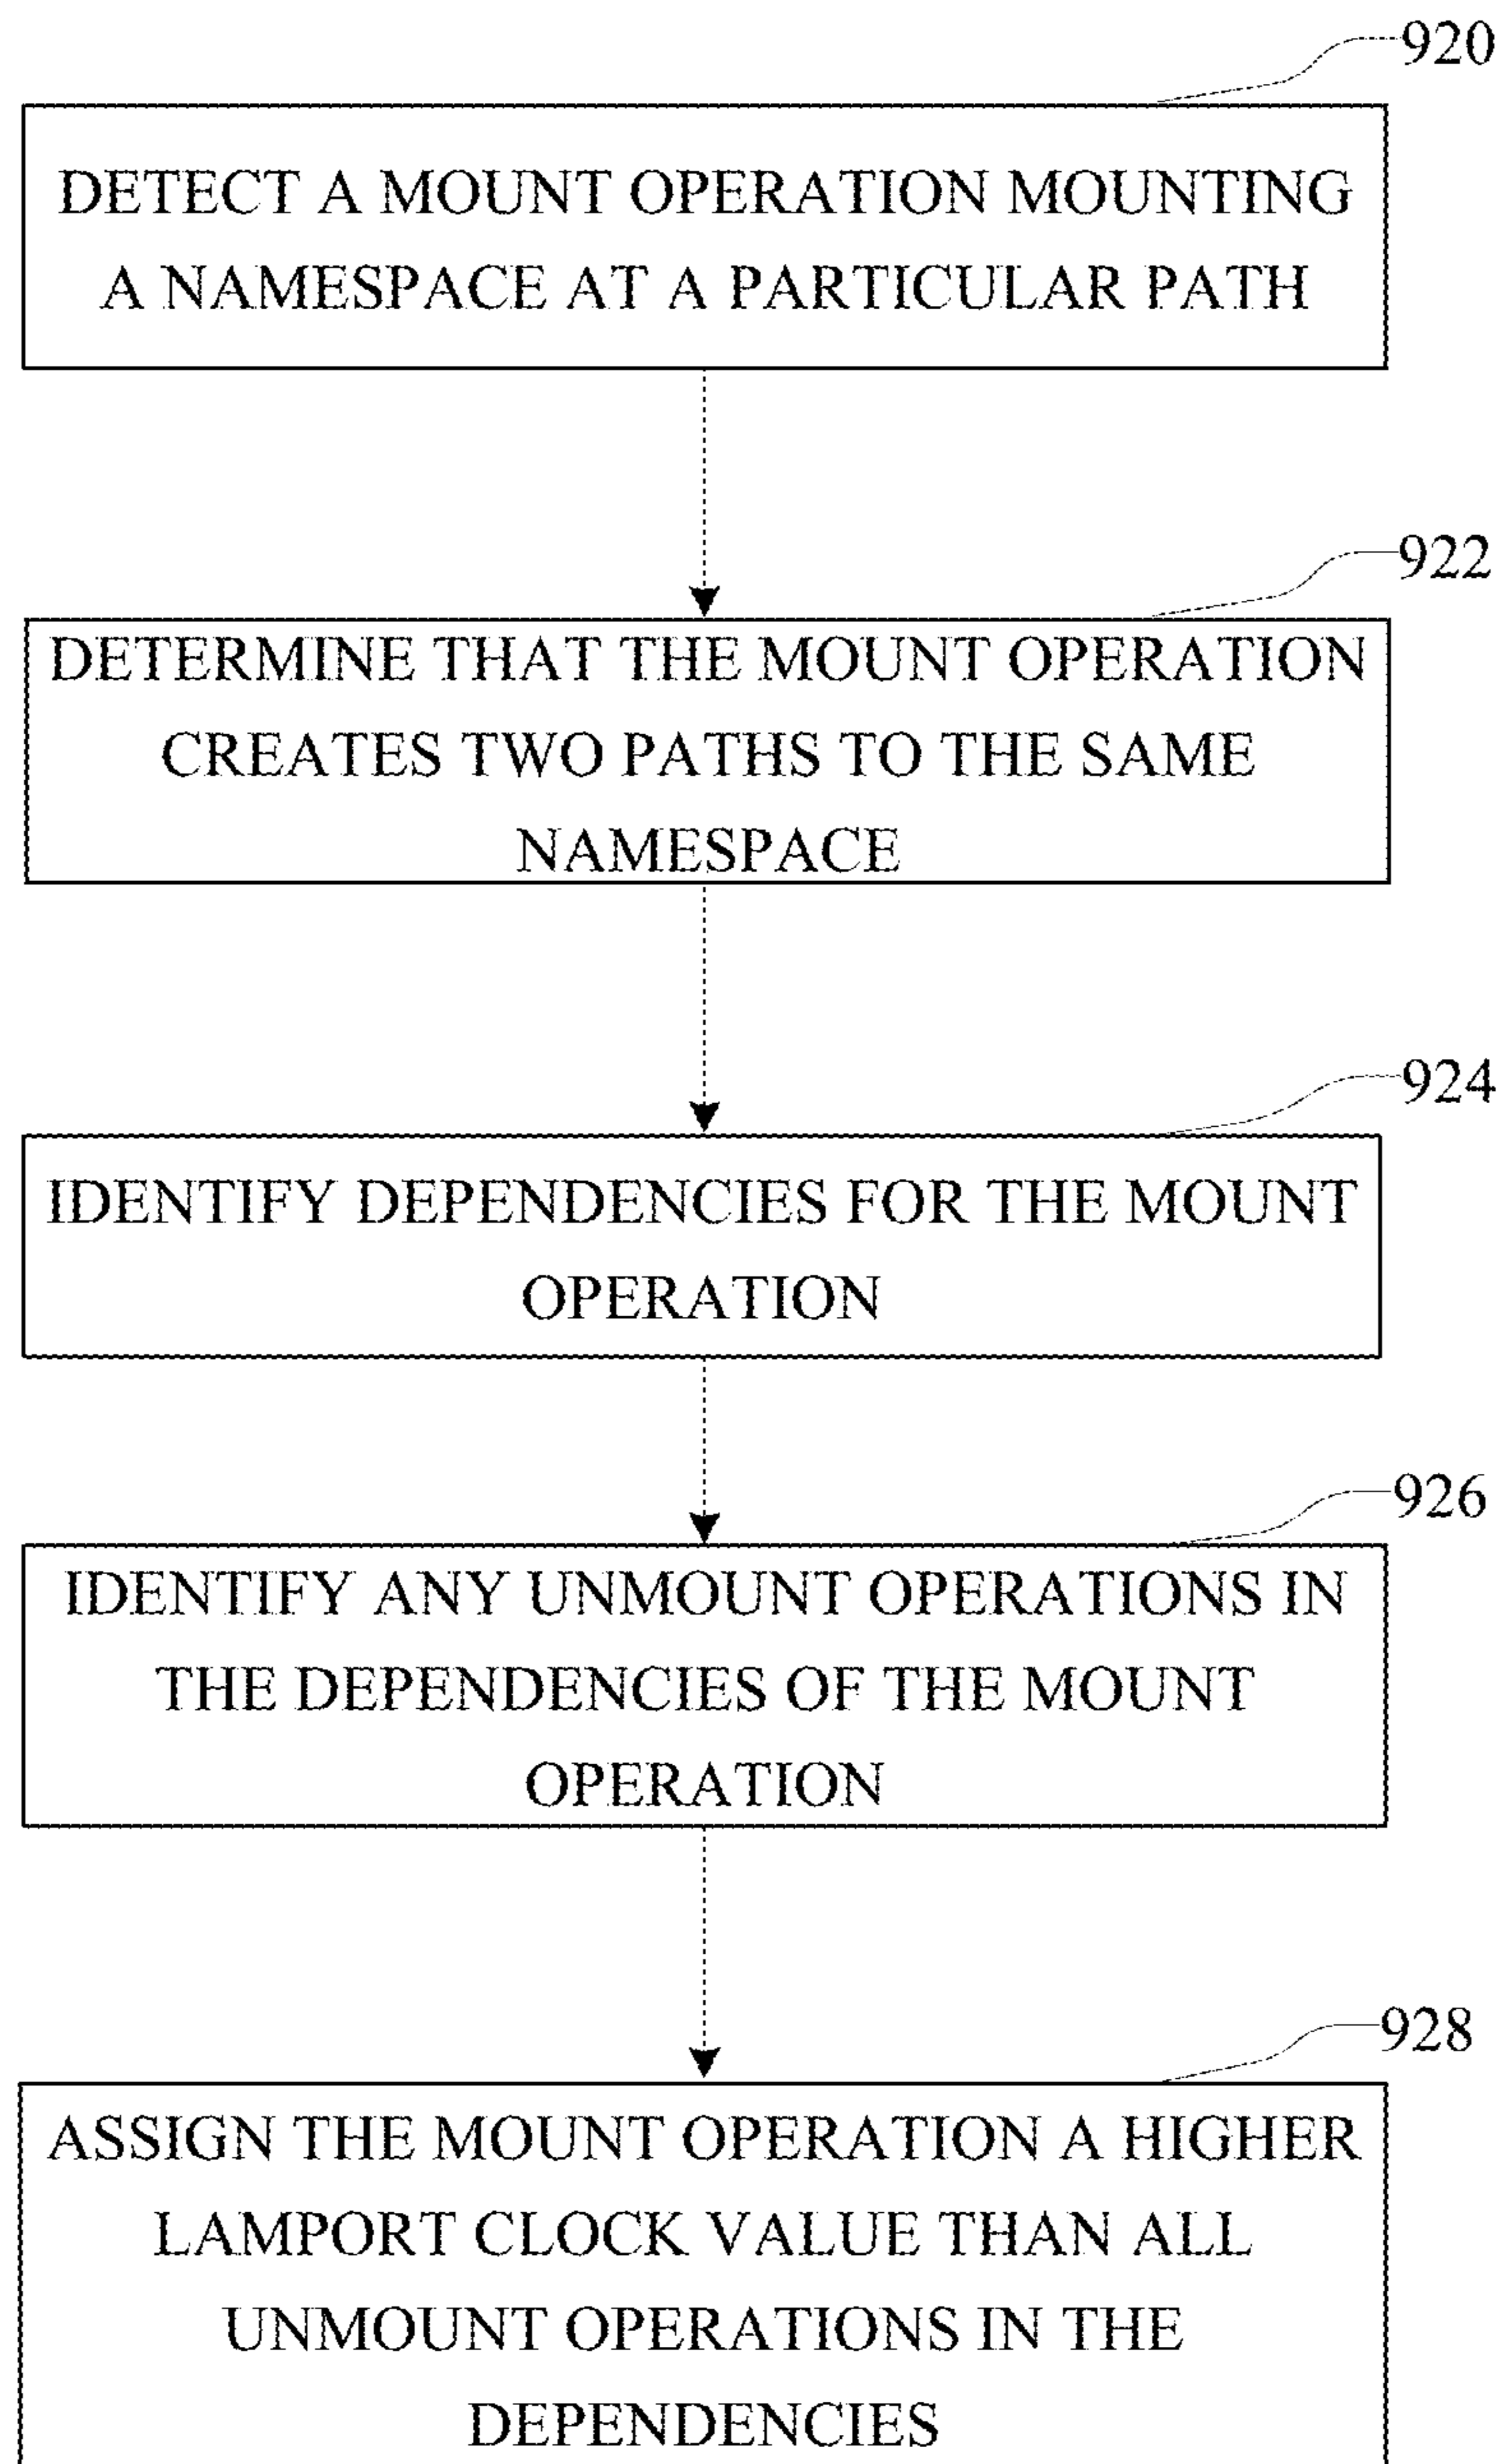 920
DETECT A MOUNT OPERATION MOUNTING
A NAMESPACE AT A PARTICULAR PATH
922
DETERMINE THAT THE MOUNT OPERATION
CREATES TWO PATHS TO THE SAME
NAMESPACE
924
IDENTIFY DEPENDENCIES FOR THE MOUNT
OPERATION
926
IDENTIFY ANY UNMOUNT OPERATIONS IN
THE DEPENDENCIES OF THE MOUNT
OPERATION
928
ASSIGN THE MOUNT OPERATION A HIGHER
LAMPORT CLOCK VALUE THAN ALL
UNMOUNT OPERATIONS IN THE
DEPENDENCIES